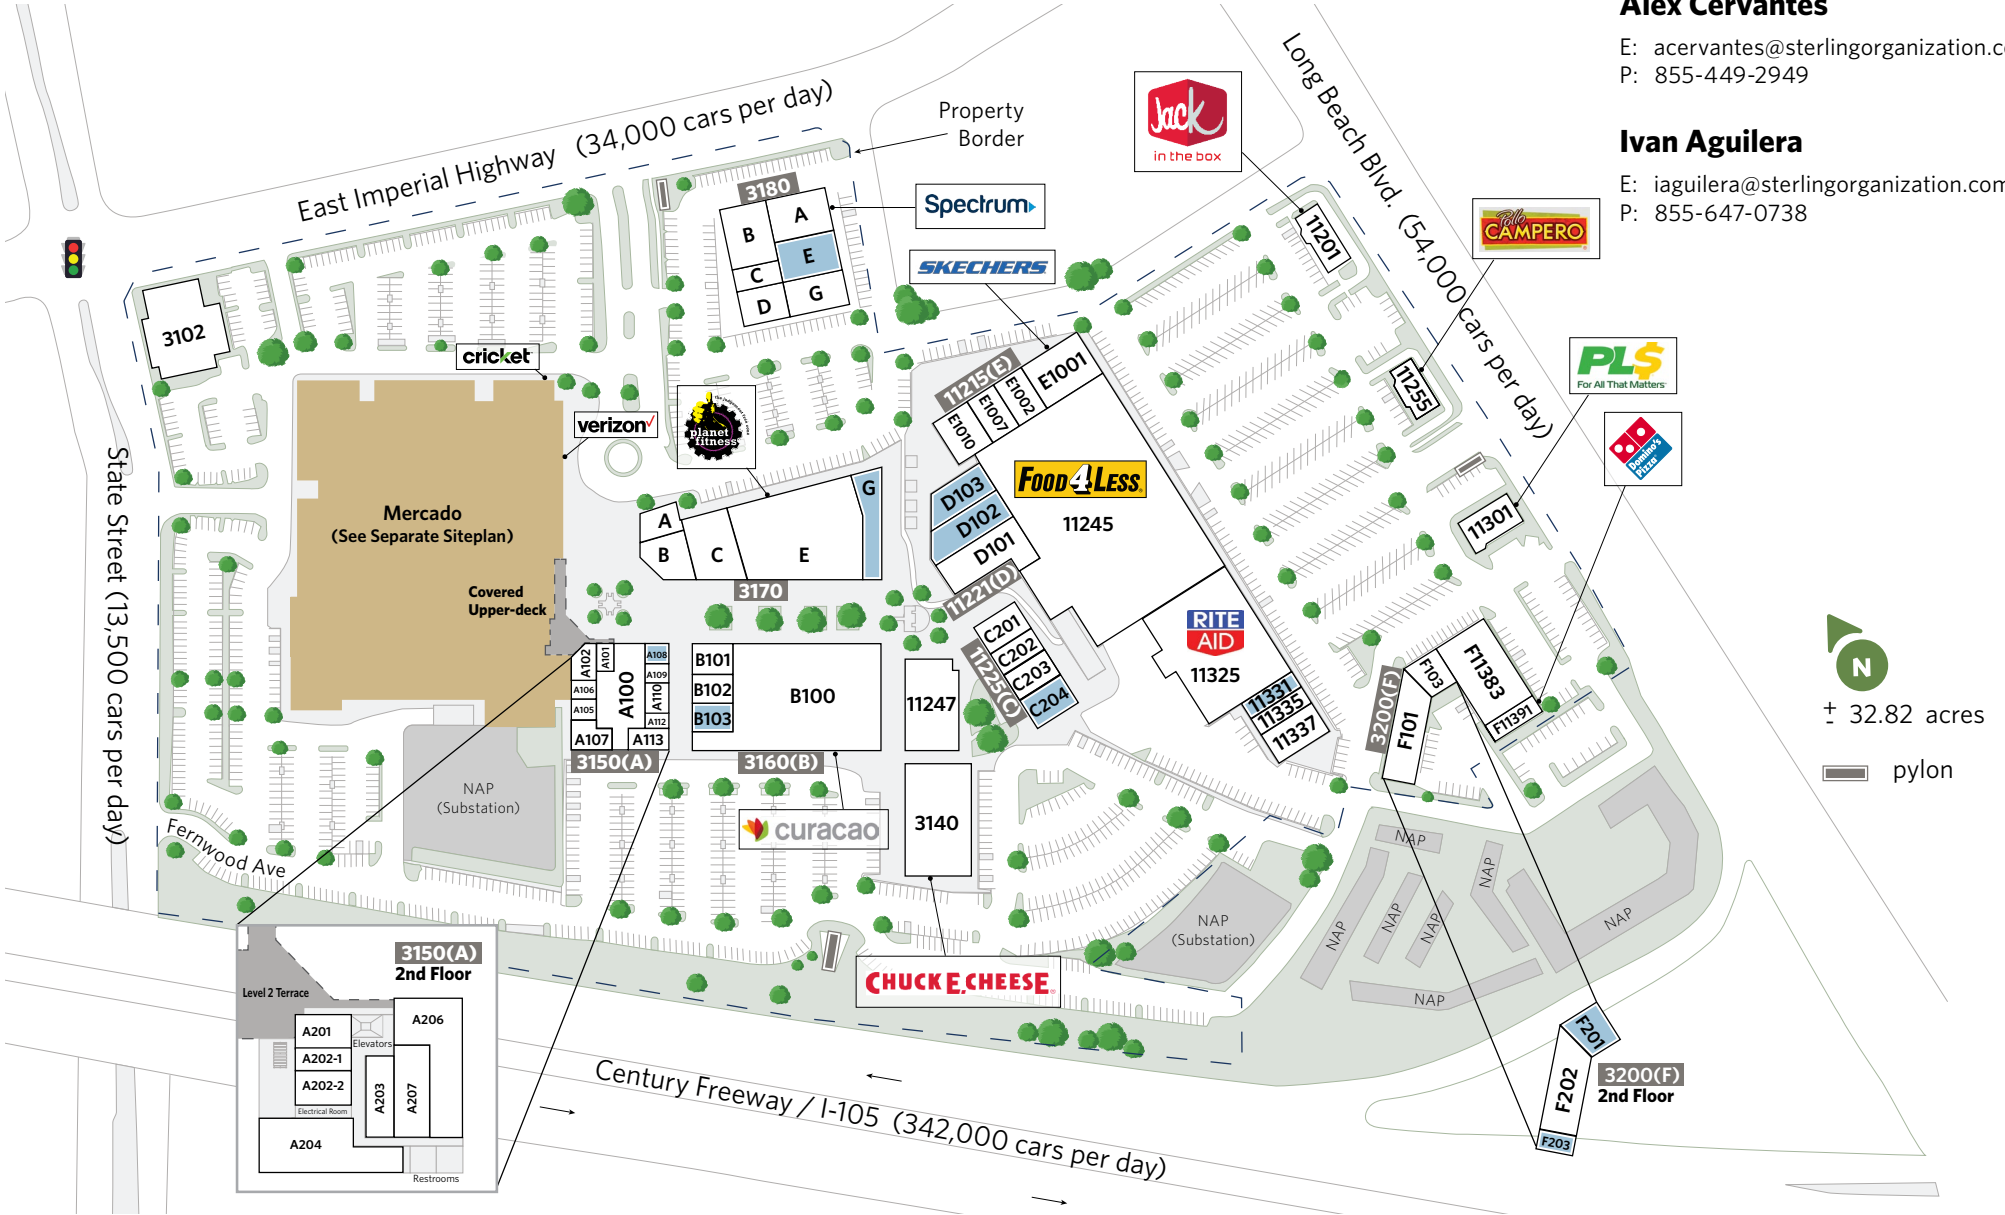 Alex Cervantes
E: acervantes@sterlingorganization.co
P: 855-449-2949
Ivan Aguilera
E: iaguilera@sterlingorganization.com
P: 855-647-0738
East Imperial Highway (34,000 cars per day)
Property
Border
Long Beach Blvd. (54,000 cars per day)
Jack
in the box
11201
Pollo
CAMPERO
11255
PL$
For All That Matters
11301
Domino's
Pizza
3180
A
B
C
D
E
G
Spectrum
SKECHERS
3102
cricket
verizon
planet
fitness
State Street (13,500 cars per day)
Mercado
(See Separate Siteplan)
Covered
Upper-deck
A
B
C
E
G
3170
11215(E)
E1010
E1007
E1002
E1001
FOOD 4 LESS
11245
D103
D102
D101
11221(D)
C201
C202
C203
C204
11225(C)
RITE
AID
11325
11331
11335
11337
3200(F)
F101
F103
F11383
F11391
A102
A101
A106
A105
A107
A100
A108
A109
A110
A112
A113
3150(A)
B101
B102
B103
B100
3160(B)
curacao
11247
3140
CHUCK E. CHEESE
NAP
(Substation)
NAP
(Substation)
NAP
NAP
NAP
NAP
NAP
NAP
NAP
Fernwood Ave
N
± 32.82 acres
pylon
3150(A)
2nd Floor
Level 2 Terrace
A201
A202-1
A202-2
Electrical Room
Elevators
A203
A207
A206
A204
Restrooms
Century Freeway / I-105 (342,000 cars per day)
F201
F202
F203
3200(F)
2nd Floor